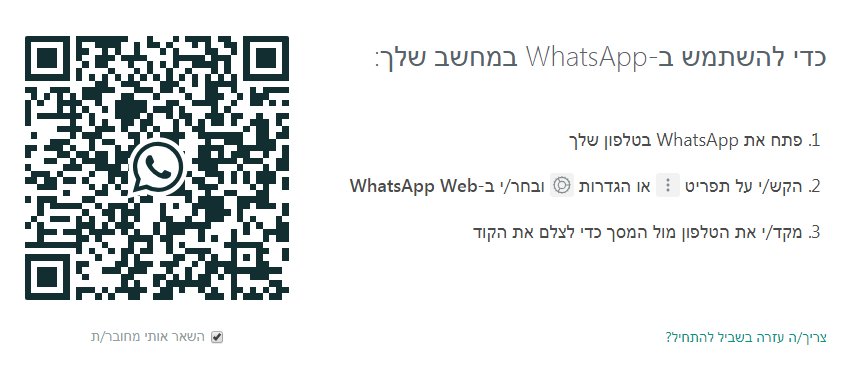 כדי להשתמש ב-WhatsApp במחשב שלך:
1. פתח את WhatsApp בטלפון שלך
2. הקש/י על תפריט או הגדרות ובחר/י ב-WhatsApp Web
3. מקד/י את הטלפון מול המסך כדי לצלם את הקוד
צריך/ה עזרה בשביל להתחיל?
השאר אותי מחובר/ת